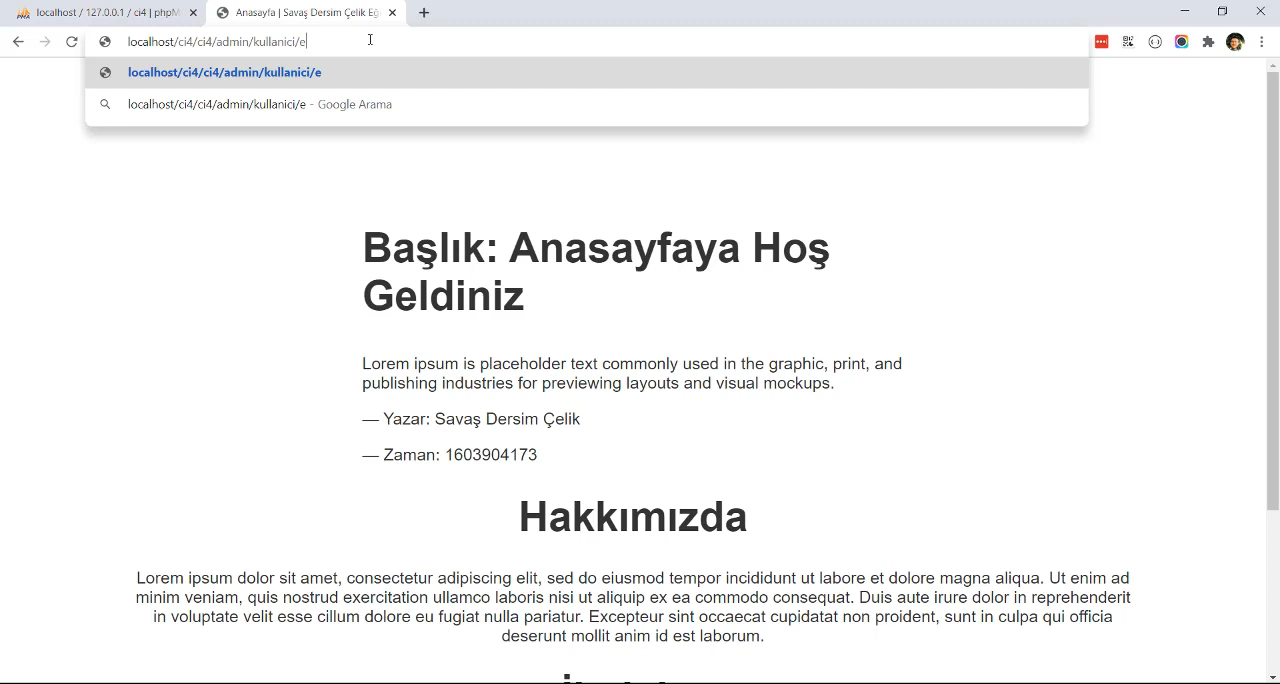 localhost / 127.0.0.1 / ci4 | phpM
Anasayfa | Savaş Dersim Çelik Eğ
localhost/ci4/ci4/admin/kullanici/e
localhost/ci4/ci4/admin/kullanici/e
localhost/ci4/ci4/admin/kullanici/e - Google Arama
Başlık: Anasayfaya Hoş
Geldiniz
Lorem ipsum is placeholder text commonly used in the graphic, print, and
publishing industries for previewing layouts and visual mockups.
— Yazar: Savaş Dersim Çelik
— Zaman: 1603904173
Hakkımızda
Lorem ipsum dolor sit amet, consectetur adipiscing elit, sed do eiusmod tempor incididunt ut labore et dolore magna aliqua. Ut enim ad
minim veniam, quis nostrud exercitation ullamco laboris nisi ut aliquip ex ea commodo consequat. Duis aute irure dolor in reprehenderit
in voluptate velit esse cillum dolore eu fugiat nulla pariatur. Excepteur sint occaecat cupidatat non proident, sunt in culpa qui officia
deserunt mollit anim id est laborum.